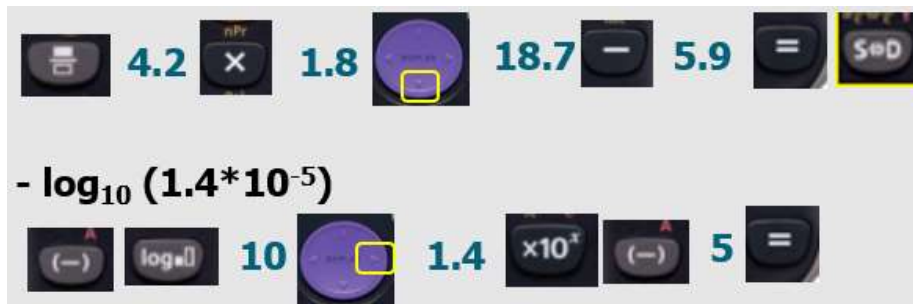 4.2 × 1.8 18.7 − 5.9 = S⇔D
- log₁₀ (1.4*10⁻⁵)
(−) log■▯ 10 1.4 ×10ˣ (−) 5 =